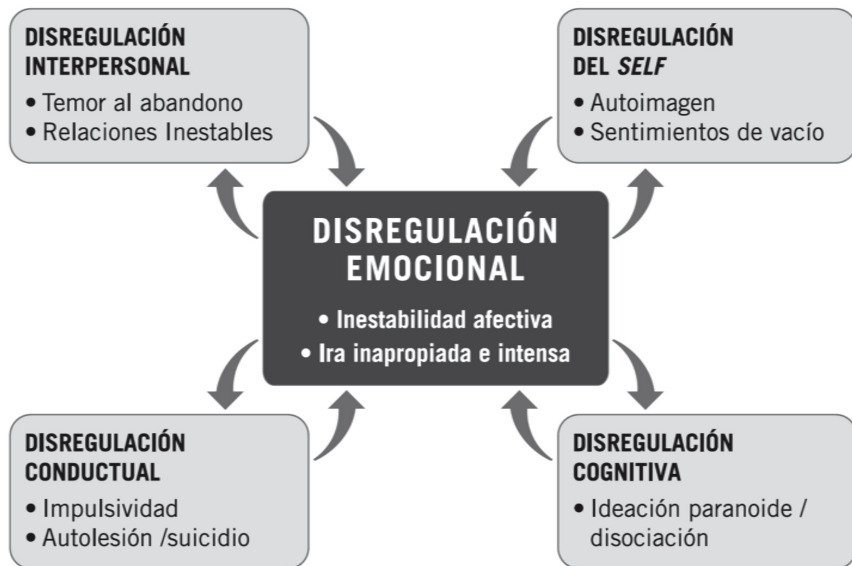 DISREGULACIÓN
INTERPERSONAL
• Temor al abandono
• Relaciones Inestables
DISREGULACIÓN
DEL SELF
• Autoimagen
• Sentimientos de vacío
DISREGULACIÓN
EMOCIONAL
• Inestabilidad afectiva
• Ira inapropiada e intensa
DISREGULACIÓN
CONDUCTUAL
• Impulsividad
• Autolesión /suicidio
DISREGULACIÓN
COGNITIVA
• Ideación paranoide /
disociación